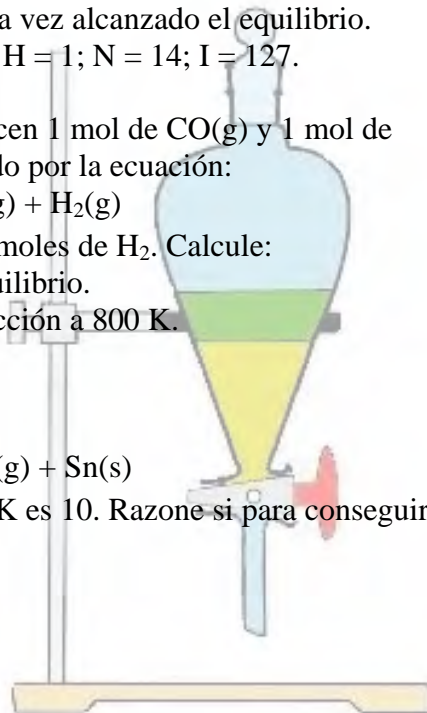 a vez alcanzado el equilibrio.
H = 1; N = 14; I = 127.
cen 1 mol de CO(g) y 1 mol de
do por la ecuación:
g) + H₂(g)
moles de H₂. Calcule:
uilibrio.
cción a 800 K.
(g) + Sn(s)
K es 10. Razone si para conseguir